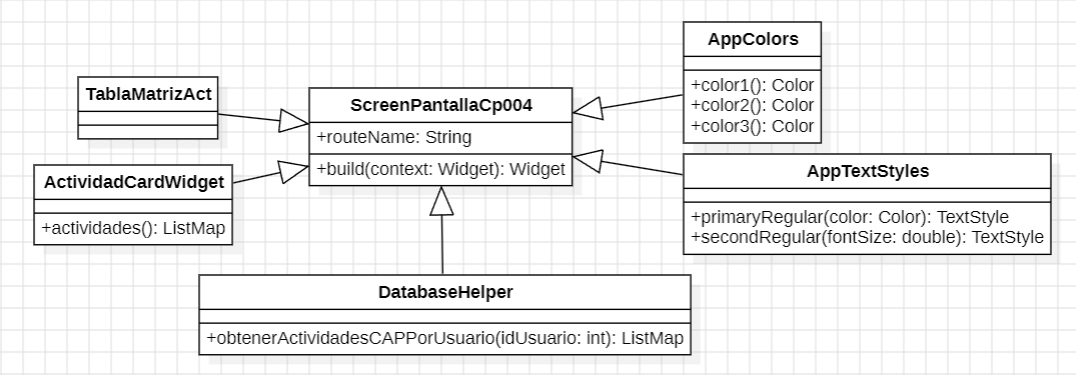 TablaMatrizAct
ActividadCardWidget
+actividades(): ListMap
ScreenPantallaCp004
+routeName: String
+build(context: Widget): Widget
AppColors
+color1(): Color
+color2(): Color
+color3(): Color
AppTextStyles
+primaryRegular(color: Color): TextStyle
+secondRegular(fontSize: double): TextStyle
DatabaseHelper
+obtenerActividadesCAPPorUsuario(idUsuario: int): ListMap